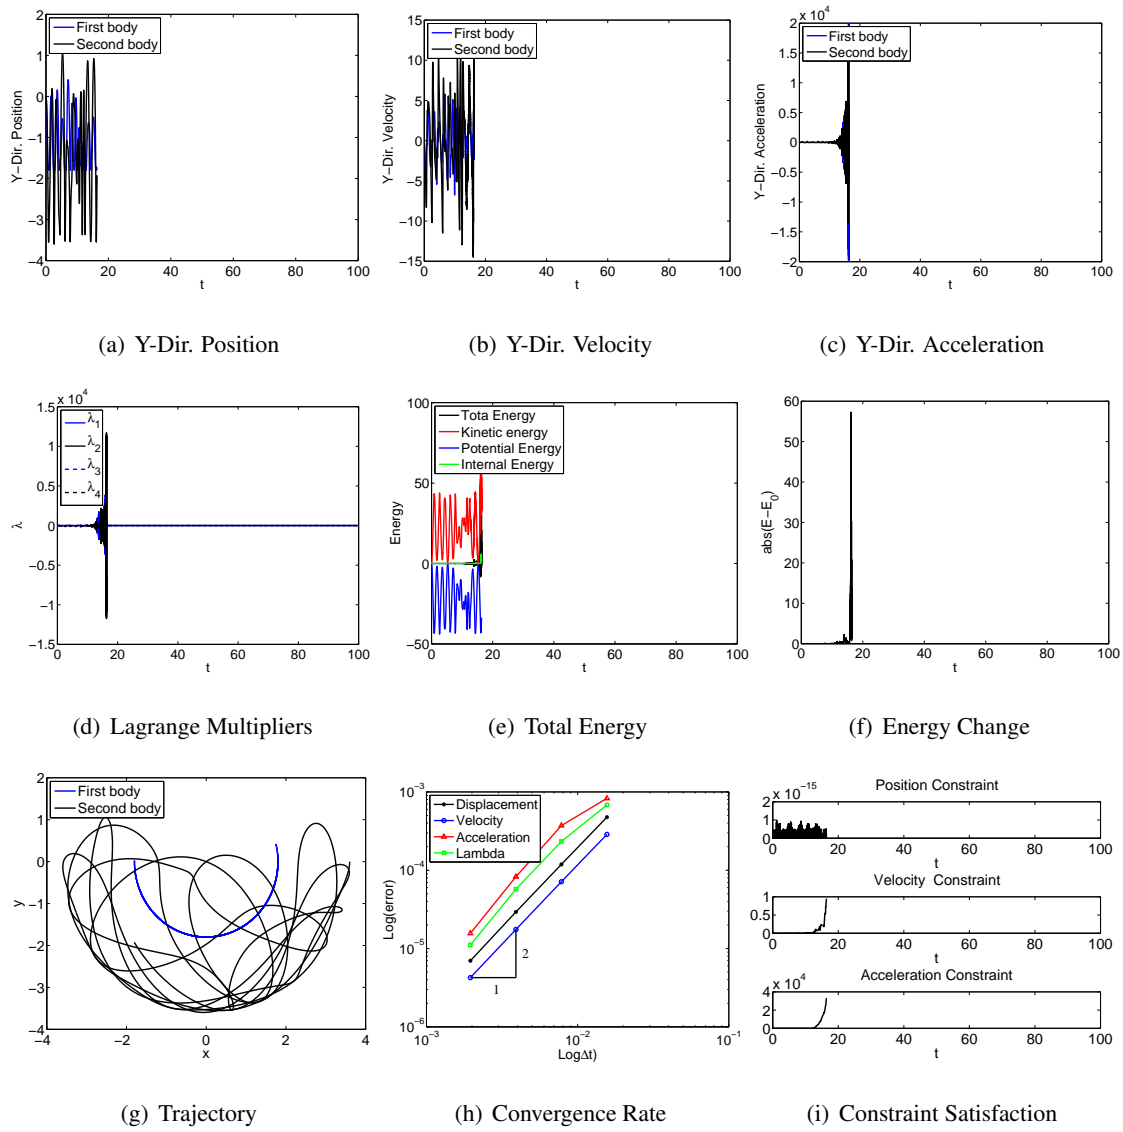 First body
Second body
Y−Dir. Position
2
1
0
−1
−2
−3
−4
0 20 40 60 80 100
t
(a) Y-Dir. Position
First body
Second body
Y−Dir. Velocity
15
10
5
0
−5
−10
−15
0 20 40 60 80 100
t
(b) Y-Dir. Velocity
x 10^4
First body
Second body
Y−Dir. Acceleration
2
1.5
1
0.5
0
−0.5
−1
−1.5
−2
0 20 40 60 80 100
t
(c) Y-Dir. Acceleration
x 10^4
λ_1
λ_2
λ_3
λ_4
λ
1.5
1
0.5
0
−0.5
−1
−1.5
0 20 40 60 80 100
t
(d) Lagrange Multipliers
Tota Energy
Kinetic energy
Potential Energy
Internal Energy
Energy
100
50
0
−50
0 20 40 60 80 100
t
(e) Total Energy
abs(E−E_0)
60
50
40
30
20
10
0
0 20 40 60 80 100
t
(f) Energy Change
First body
Second body
y
2
1
0
−1
−2
−3
−4
−4 −2 0 2 4
x
(g) Trajectory
Displacement
Velocity
Acceleration
Lambda
Log(error)
10^−3
10^−4
10^−5
10^−6
2
1
10^−3 10^−2 10^−1
LogΔt)
(h) Convergence Rate
x 10^−15
Position Constraint
2
1
0
0 20 40 60 80 100
t
Velocity Constraint
1
0.5
0
0 20 40 60 80 100
t
x 10^4
Acceleration Constraint
4
2
0
0 20 40 60 80 100
t
(i) Constraint Satisfaction